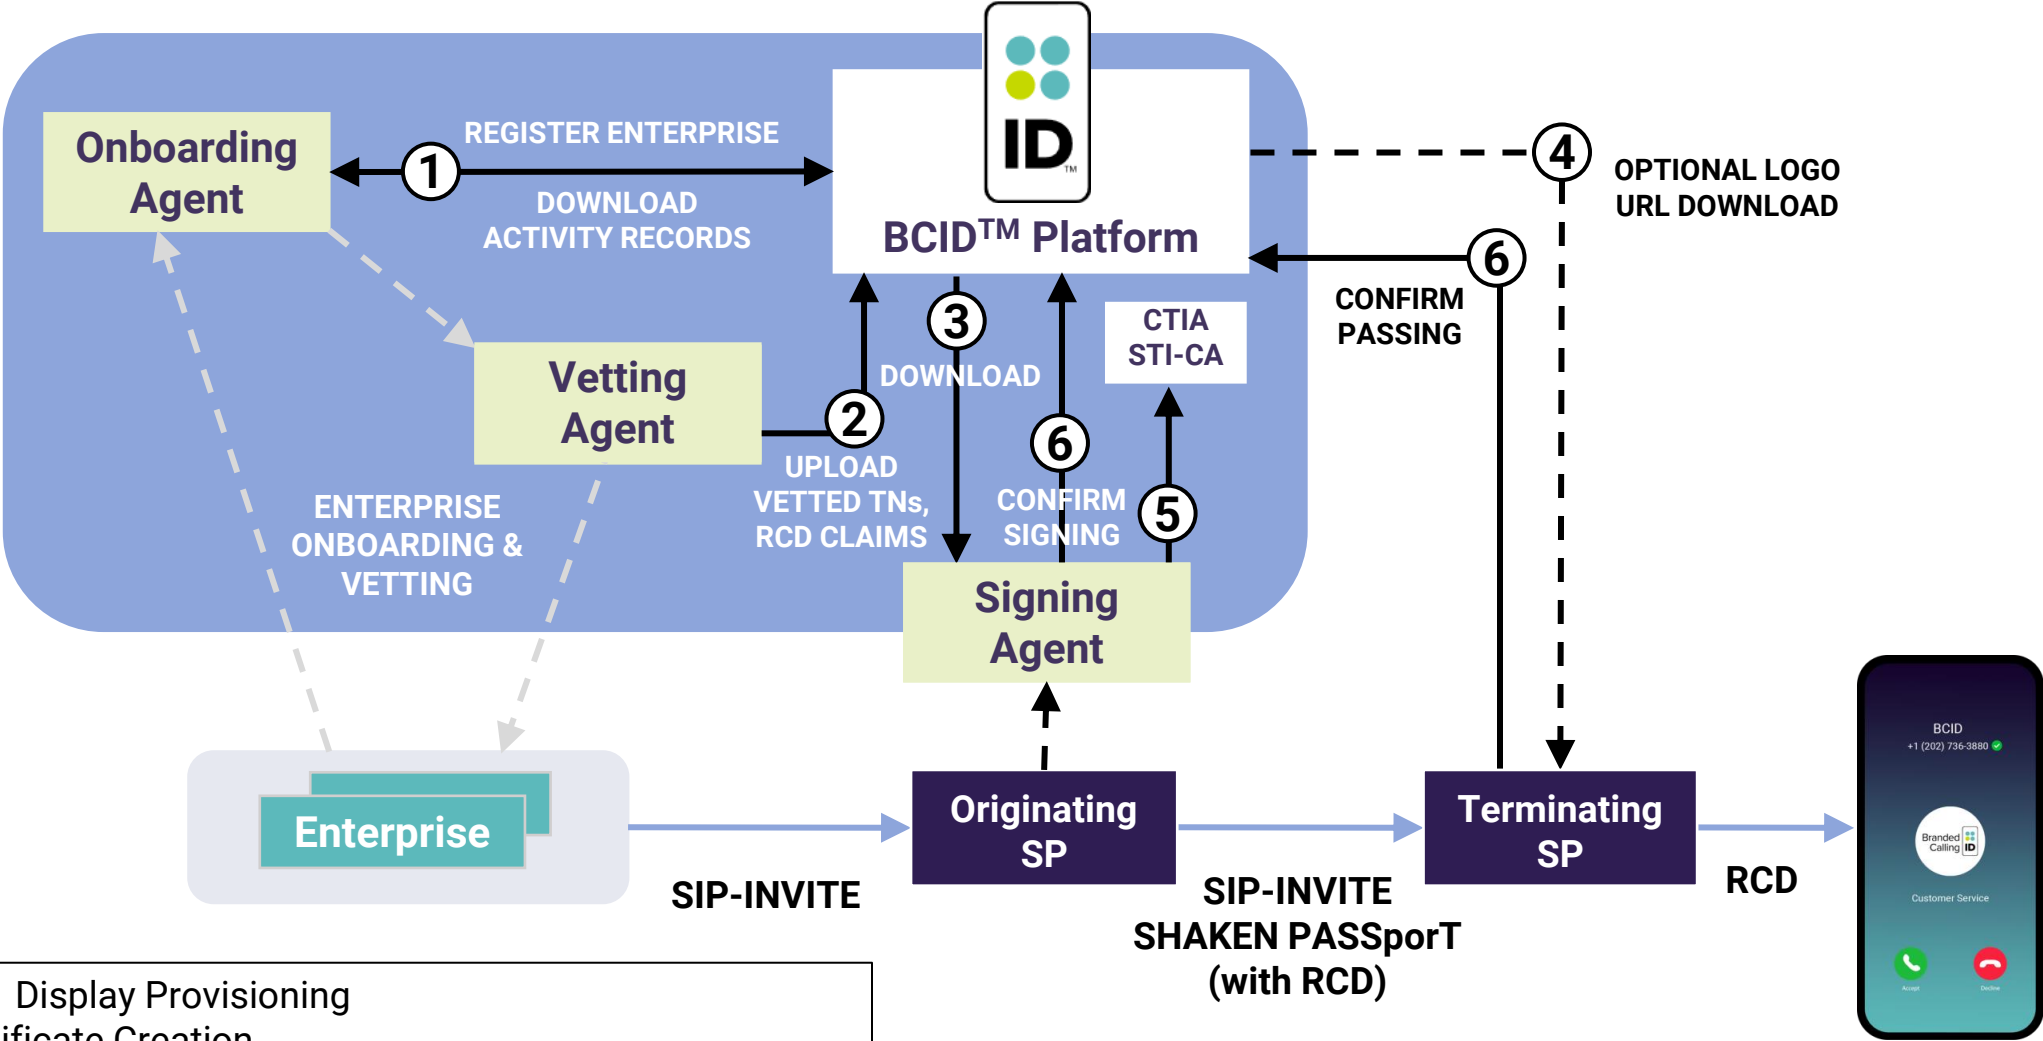 ID
TM
BCID™ Platform
Onboarding
Agent
1
REGISTER ENTERPRISE
DOWNLOAD
ACTIVITY RECORDS
4
OPTIONAL LOGO
URL DOWNLOAD
6
CONFIRM
PASSING
3
DOWNLOAD
CTIA
STI-CA
Vetting
Agent
2
UPLOAD
VETTED TNs,
RCD CLAIMS
6
CONFIRM
SIGNING
5
ENTERPRISE
ONBOARDING &
VETTING
Signing
Agent
Enterprise
SIP-INVITE
Originating
SP
SIP-INVITE
SHAKEN PASSporT
(with RCD)
Terminating
SP
RCD
BCID
+1 (202) 736-3880
Branded
Calling ID
Customer Service
Accept
Decline
Display Provisioning
ificate Creation